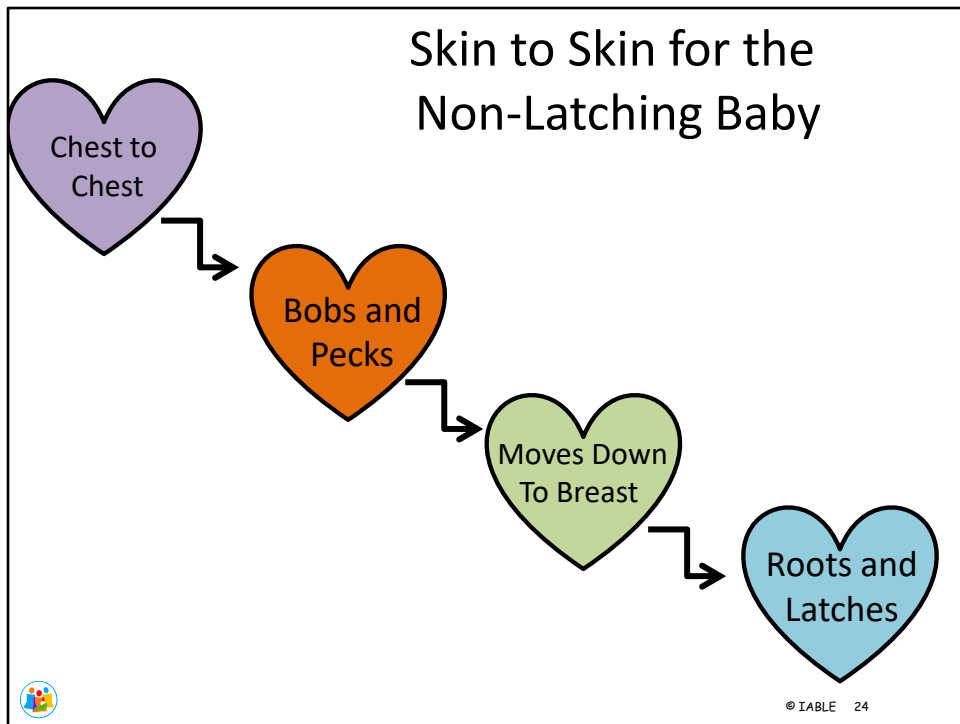 Skin to Skin for the
Non-Latching Baby
Chest to
Chest
Bobs and
Pecks
Moves Down
To Breast
Roots and
Latches
© IABLE 24